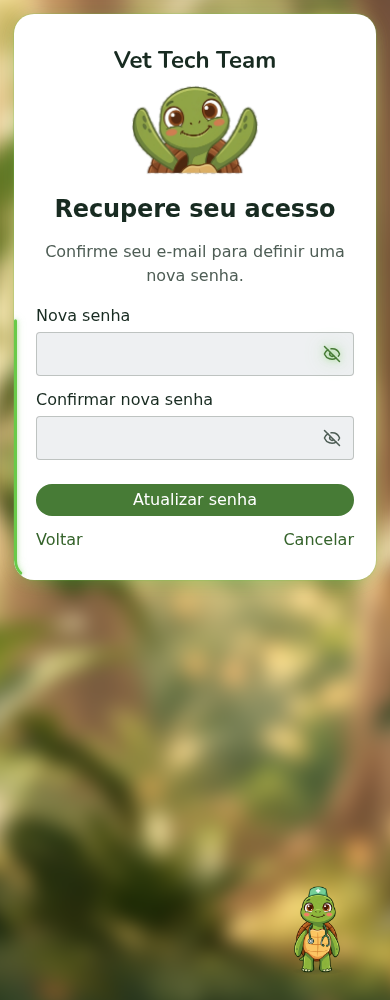 Vet Tech Team
Recupere seu acesso
Confirme seu e-mail para definir uma
nova senha.
Nova senha
Confirmar nova senha
Atualizar senha
Voltar
Cancelar